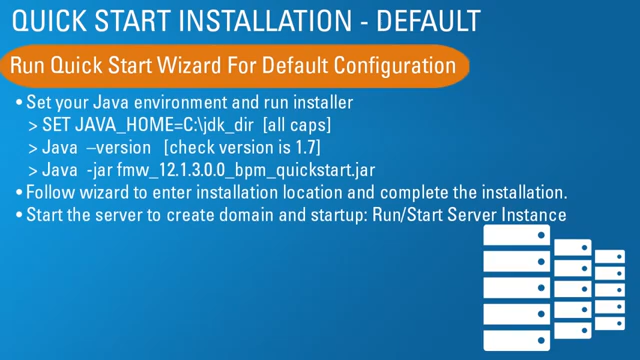 QUICK START INSTALLATION - DEFAULT
Run Quick Start Wizard For Default Configuration
• Set your Java environment and run installer
> SET JAVA_HOME=C:\jdk_dir [all caps]
> Java –version [check version is 1.7]
> Java -jar fmw_12.1.3.0.0_bpm_quickstart.jar
• Follow wizard to enter installation location and complete the installation.
• Start the server to create domain and startup: Run/Start Server Instance